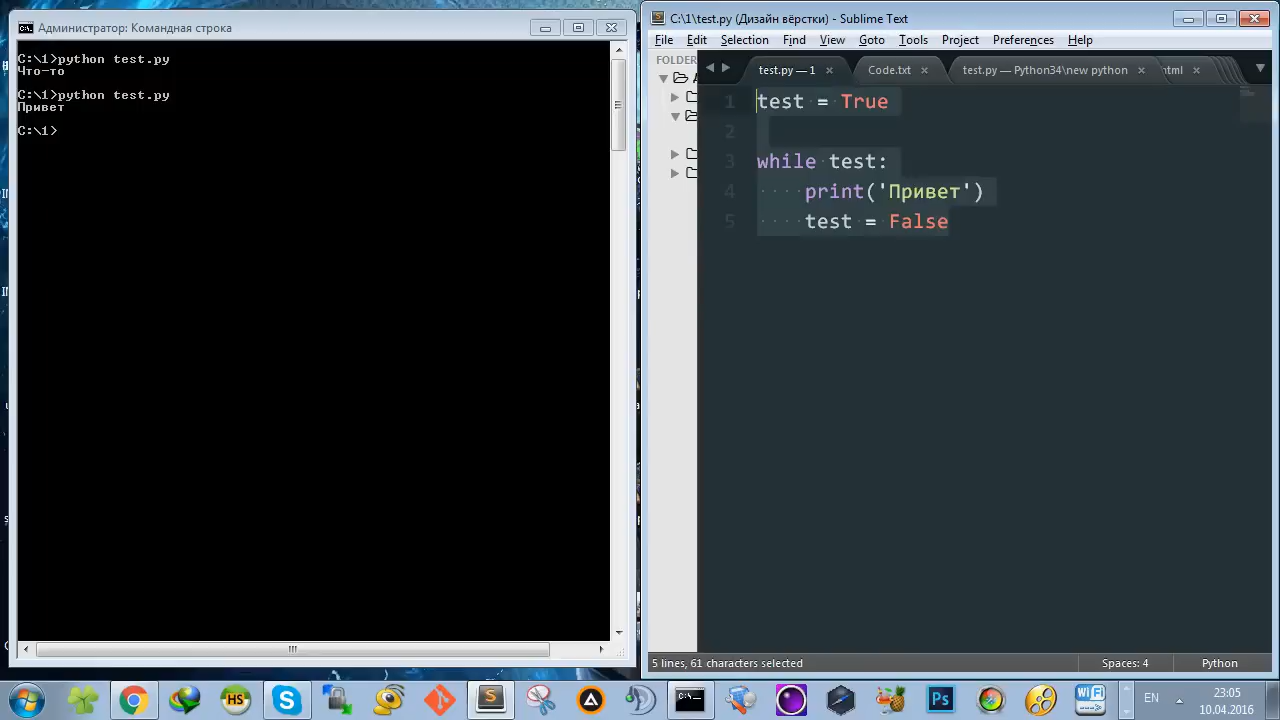 Администратор: Командная строка
C:\1>python test.py
Что-то
C:\1>python test.py
Привет
C:\1>
C:\1\test.py (Дизайн вёрстки) - Sublime Text
File Edit Selection Find View Goto Tools Project Preferences Help
FOLDER
test.py — 1 Code.txt test.py — Python34\new python html
1 test = True
2
3 while test:
4 print('Привет')
5 test = False
5 lines, 61 characters selected
Spaces: 4 Python
HS
Ps
WiFi
EN
23:05
10.04.2016